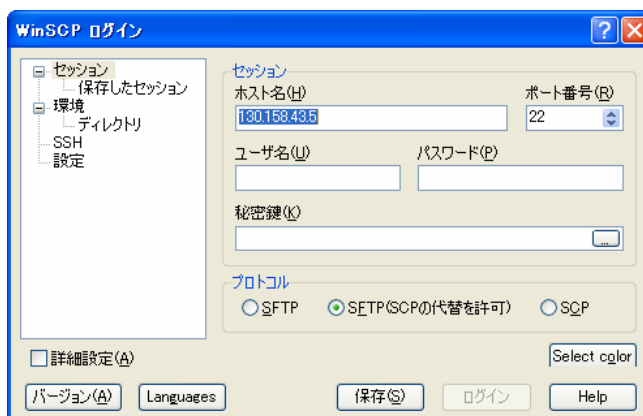 WinSCP ログイン
セッション
保存したセッション
環境
ディレクトリ
SSH
設定
セッション
ホスト名(H)
ポート番号(R)
130.158.43.5
22
ユーザ名(U)
パスワード(P)
秘密鍵(K)
...
プロトコル
SFTP
SFTP(SCPの代替を許可)
SCP
詳細設定(A)
Select color
バージョン(A)
Languages
保存(S)
ログイン
Help